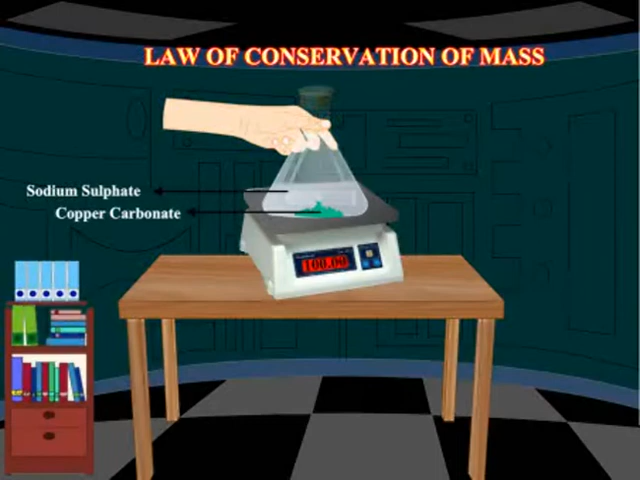 LAW OF CONSERVATION OF MASS
Sodium Sulphate
Copper Carbonate
100.00